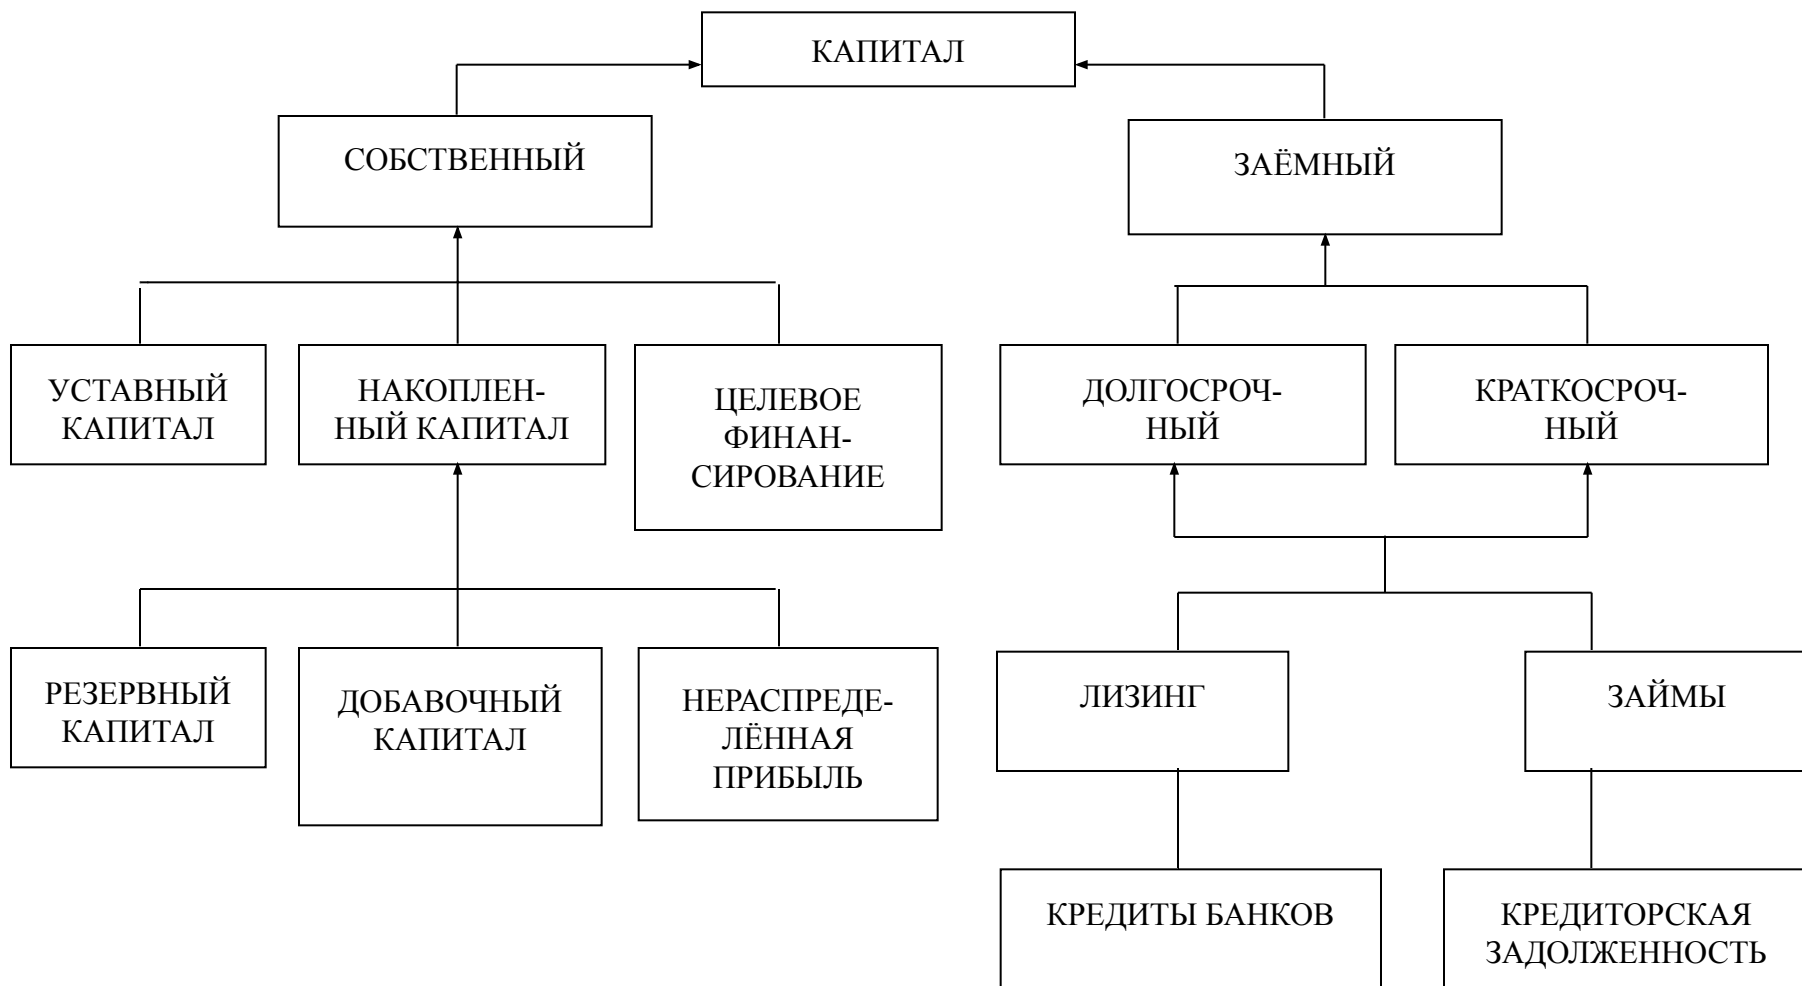 КАПИТАЛ
СОБСТВЕННЫЙ
ЗАЁМНЫЙ
УСТАВНЫЙ
КАПИТАЛ
НАКОПЛЕН-
НЫЙ КАПИТАЛ
ЦЕЛЕВОЕ
ФИНАН-
СИРОВАНИЕ
ДОЛГОСРОЧ-
НЫЙ
КРАТКОСРОЧ-
НЫЙ
РЕЗЕРВНЫЙ
КАПИТАЛ
ДОБАВОЧНЫЙ
КАПИТАЛ
НЕРАСПРЕДЕ-
ЛЁННАЯ
ПРИБЫЛЬ
ЛИЗИНГ
ЗАЙМЫ
КРЕДИТЫ БАНКОВ
КРЕДИТОРСКАЯ
ЗАДОЛЖЕННОСТЬ